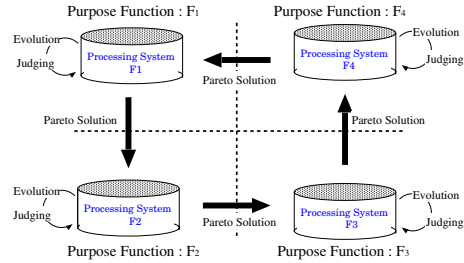 Purpose Function : F1
Purpose Function : F4
Evolution
Judging
Processing System
F1
Pareto Solution
Processing System
F4
Evolution
Judging
Pareto Solution
Pareto Solution
Evolution
Judging
Processing System
F2
Pareto Solution
Processing System
F3
Evolution
Judging
Purpose Function : F2
Purpose Function : F3